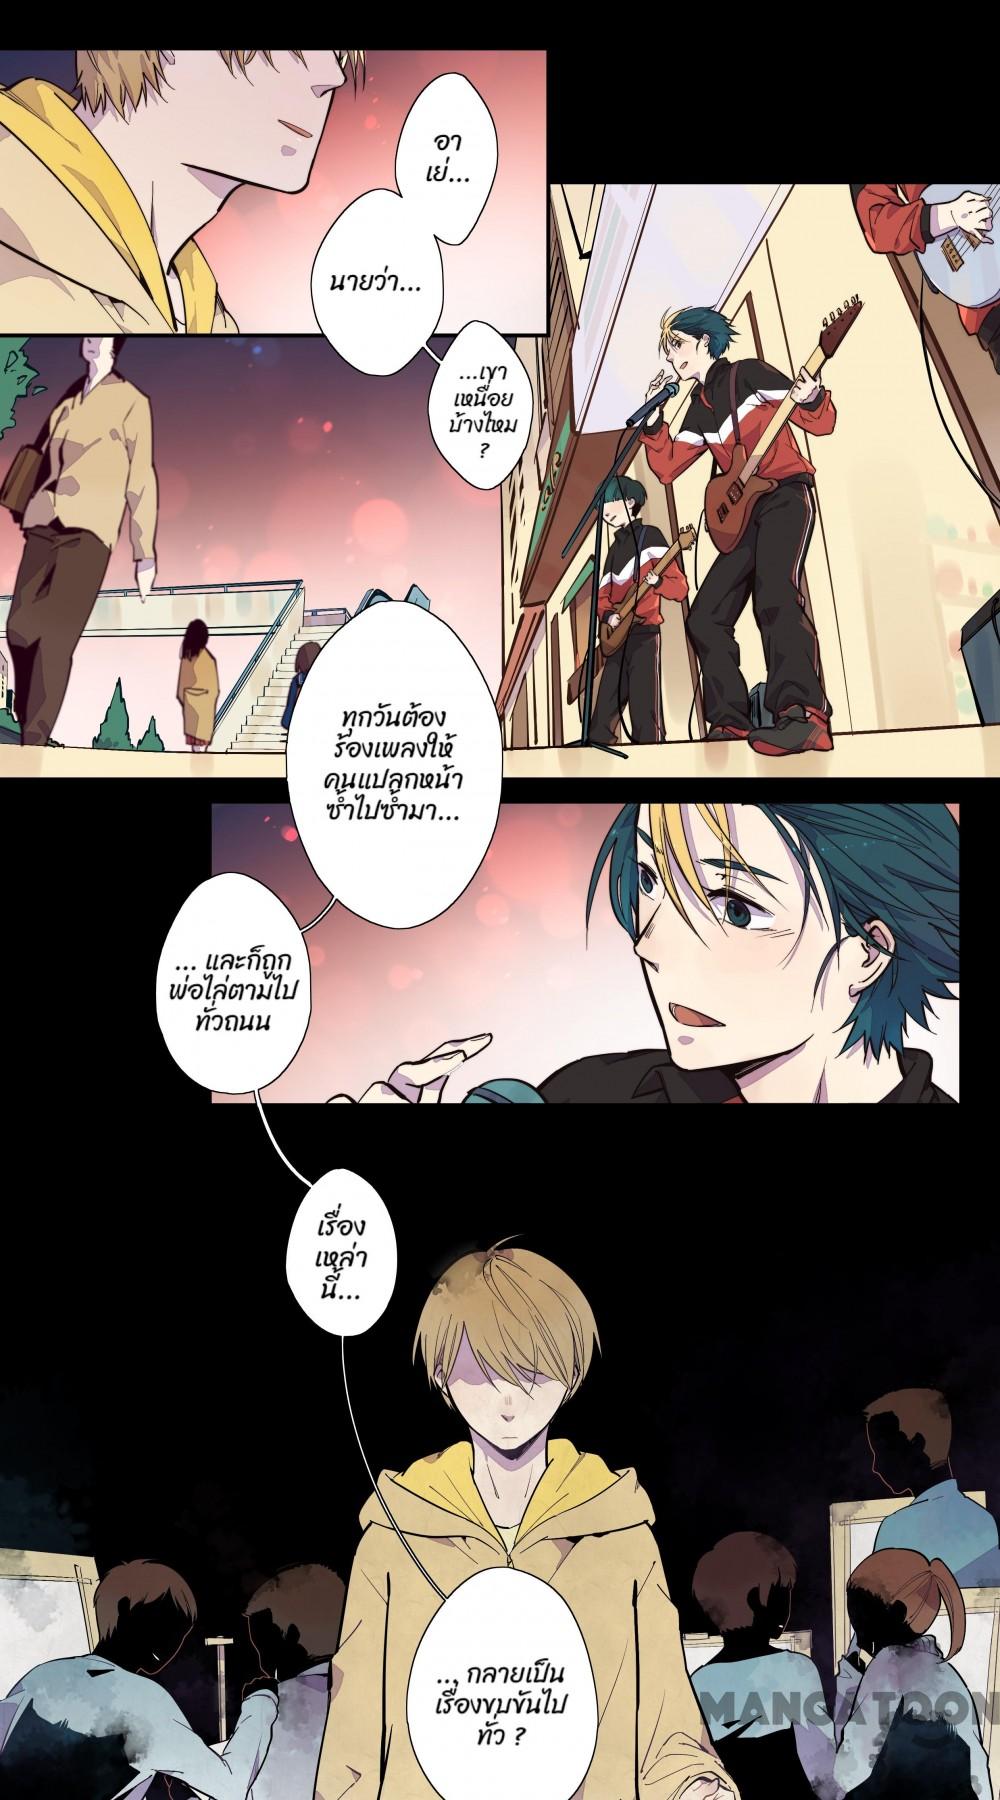 อา
เย่...
นายว่า...
...เขา
เหนื่อย
บ้างไหม
?
ทุกวันต้อง
ร้องเพลงให้
คนแปลกหน้า
ซ้ำไปซ้ำมา...
... และก็ถูก
พ่อไล่ตามไป
ทั่วถนน
เรื่อง
เหล่า
นี้...
... กลายเป็น
เรื่องขบขันไป
ทั่ว ?
MANGATOON